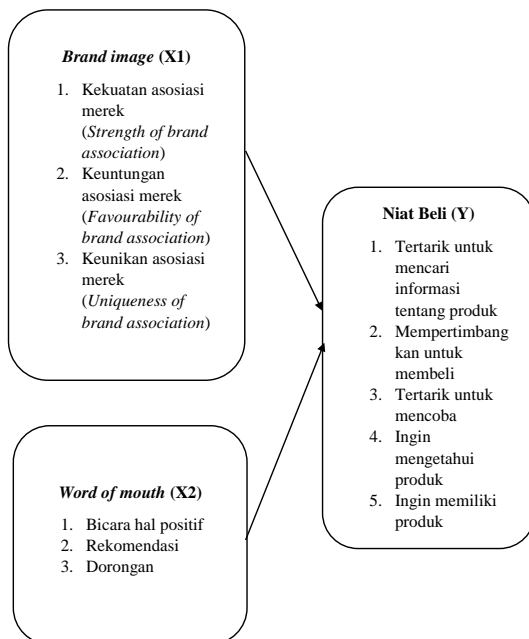 Brand image (X1)
1. Kekuatan asosiasi
merek
(Strength of brand
association)
2. Keuntungan
asosiasi merek
(Favourability of
brand association)
3. Keunikan asosiasi
merek
(Uniqueness of
brand association)
Niat Beli (Y)
1. Tertarik untuk
mencari
informasi
tentang produk
2. Mempertimbang
kan untuk
membeli
3. Tertarik untuk
mencoba
4. Ingin
mengetahui
produk
5. Ingin memiliki
produk
Word of mouth (X2)
1. Bicara hal positif
2. Rekomendasi
3. Dorongan